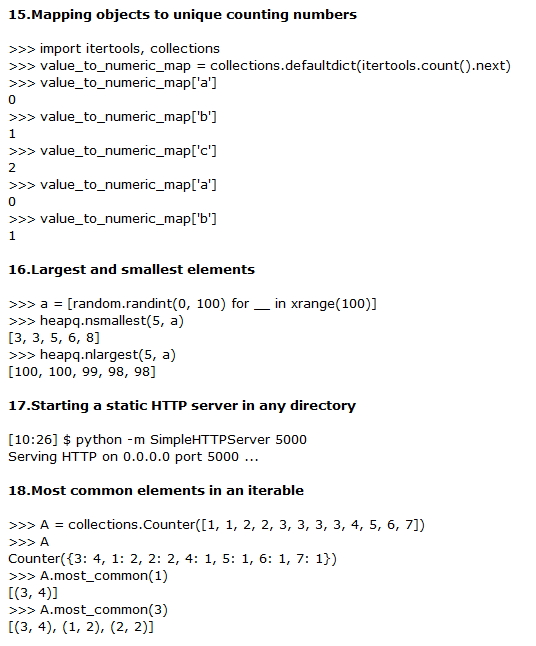 15.Mapping objects to unique counting numbers
>>> import itertools, collections
>>> value_to_numeric_map = collections.defaultdict(itertools.count().next)
>>> value_to_numeric_map['a']
0
>>> value_to_numeric_map['b']
1
>>> value_to_numeric_map['c']
2
>>> value_to_numeric_map['a']
0
>>> value_to_numeric_map['b']
1
16.Largest and smallest elements
>>> a = [random.randint(0, 100) for __ in xrange(100)]
>>> heapq.nsmallest(5, a)
[3, 3, 5, 6, 8]
>>> heapq.nlargest(5, a)
[100, 100, 99, 98, 98]
17.Starting a static HTTP server in any directory
[10:26] $ python -m SimpleHTTPServer 5000
Serving HTTP on 0.0.0.0 port 5000 ...
18.Most common elements in an iterable
>>> A = collections.Counter([1, 1, 2, 2, 3, 3, 3, 3, 4, 5, 6, 7])
>>> A
Counter({3: 4, 1: 2, 2: 2, 4: 1, 5: 1, 6: 1, 7: 1})
>>> A.most_common(1)
[(3, 4)]
>>> A.most_common(3)
[(3, 4), (1, 2), (2, 2)]